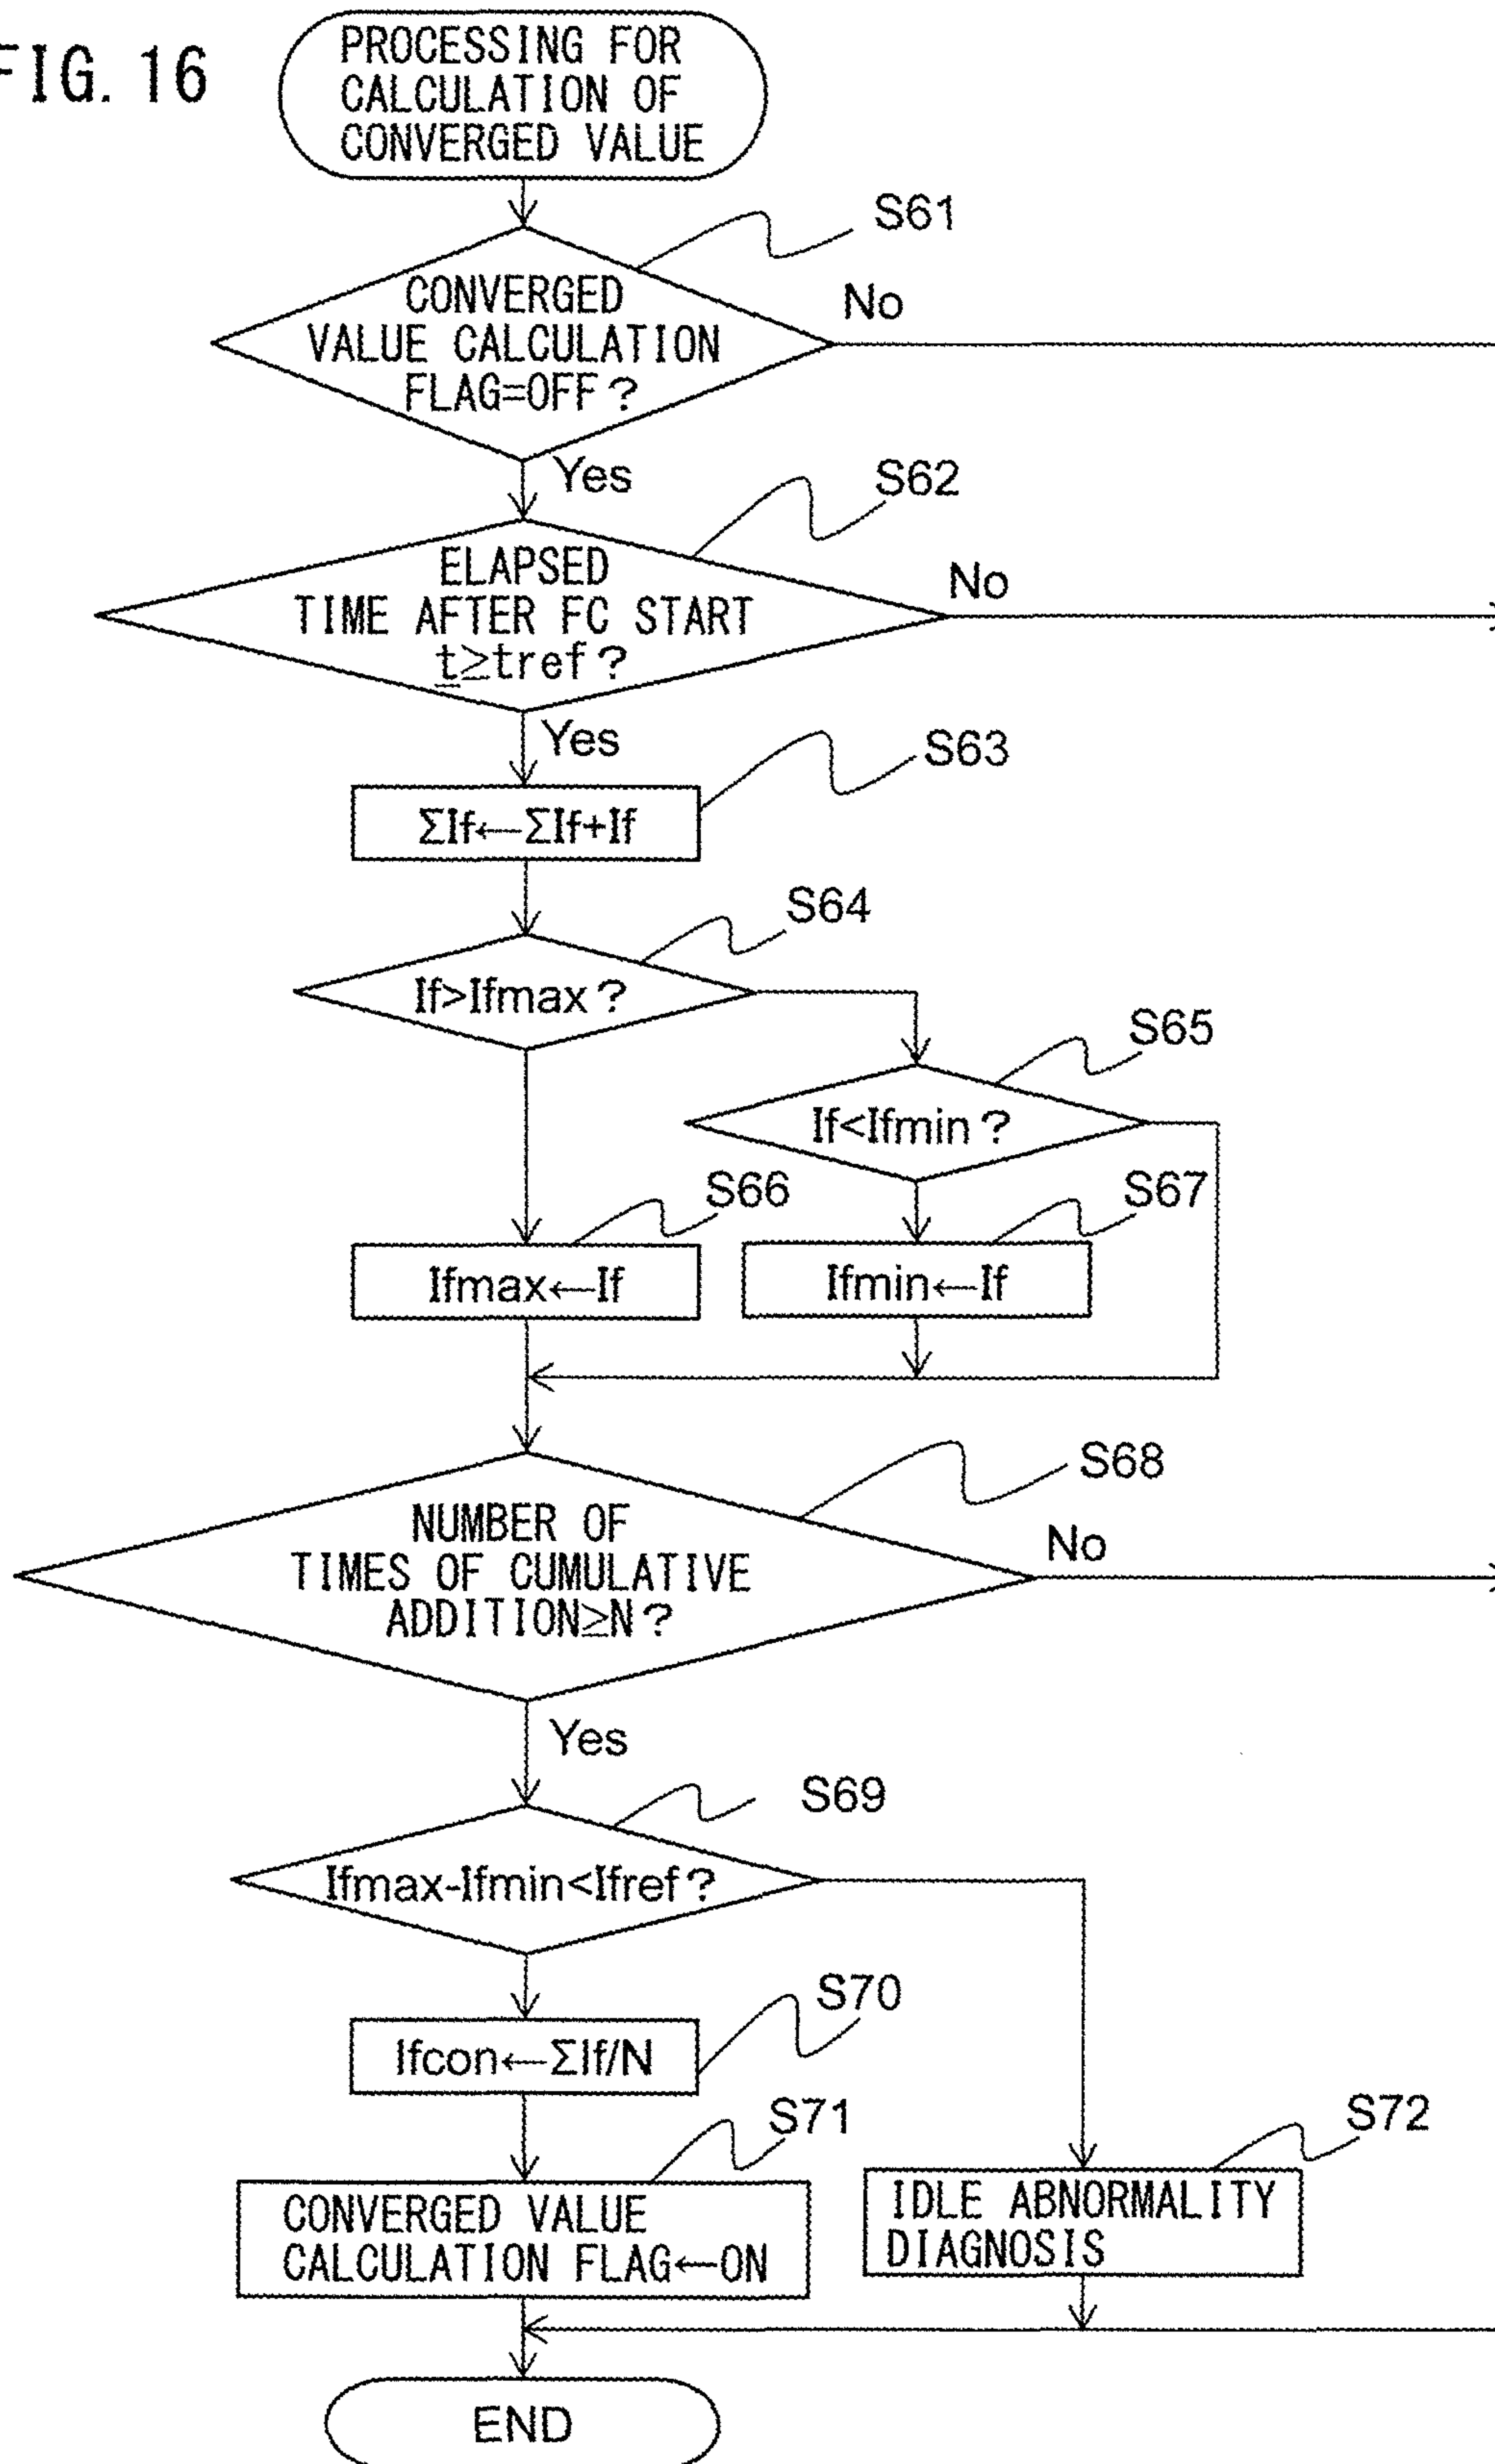 FIG. 16
PROCESSING FOR
CALCULATION OF
CONVERGED VALUE
S61
CONVERGED
VALUE CALCULATION
FLAG=OFF?
No
Yes
S62
ELAPSED
TIME AFTER FC START
t≥tref?
No
Yes
S63
ΣIf←ΣIf+If
S64
If>Ifmax?
S65
If<Ifmin?
S66
Ifmax←If
S67
Ifmin←If
S68
NUMBER OF
TIMES OF CUMULATIVE
ADDITION≥N?
No
Yes
S69
Ifmax-Ifmin<Ifref?
S70
Ifcon←ΣIf/N
S71
CONVERGED VALUE
CALCULATION FLAG←ON
S72
IDLE ABNORMALITY
DIAGNOSIS
END